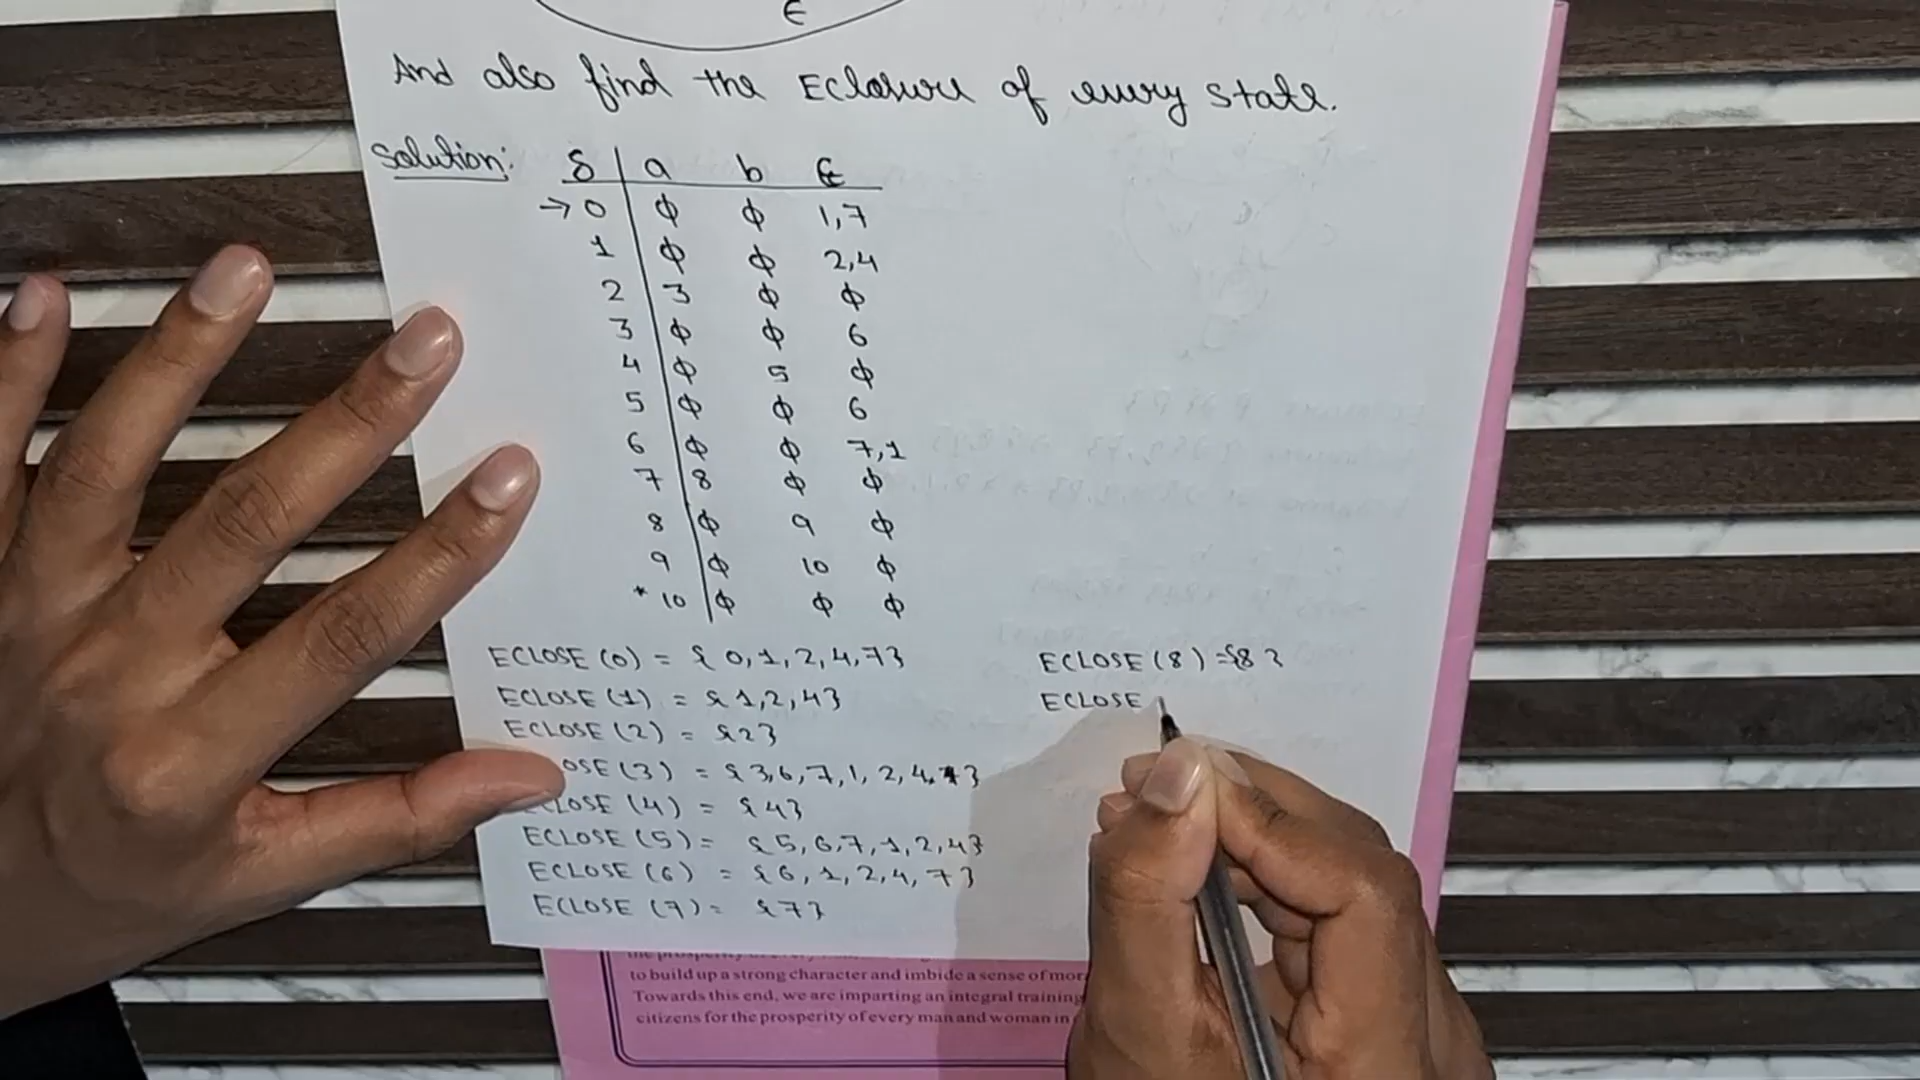 ϵ
And also find the Eclosure of every state.
Solution:
δ a b ϵ
→ 0 ϕ ϕ 1,7
1 ϕ ϕ 2,4
2 3 ϕ ϕ
3 ϕ ϕ 6
4 ϕ 5 ϕ
5 ϕ ϕ 6
6 ϕ ϕ 7,1
7 8 ϕ ϕ
8 ϕ 9 ϕ
9 ϕ 10 ϕ
* 10 ϕ ϕ ϕ
ECLOSE (0) = {0,1,2,4,7}
ECLOSE (1) = {1,2,4}
ECLOSE (2) = {2}
LOSE (3) = {3,6,7,1,2,4, }
CLOSE (4) = {4}
ECLOSE (5) = {5,6,7,1,2,4}
ECLOSE (6) = {6,1,2,4,7}
ECLOSE (7) = {7}
ECLOSE (8) = {8}
ECLOSE
to build up a strong character and imbide a sense of mor
Towards this end, we are imparting an integral training
citizens for the prosperity of every man and woman in